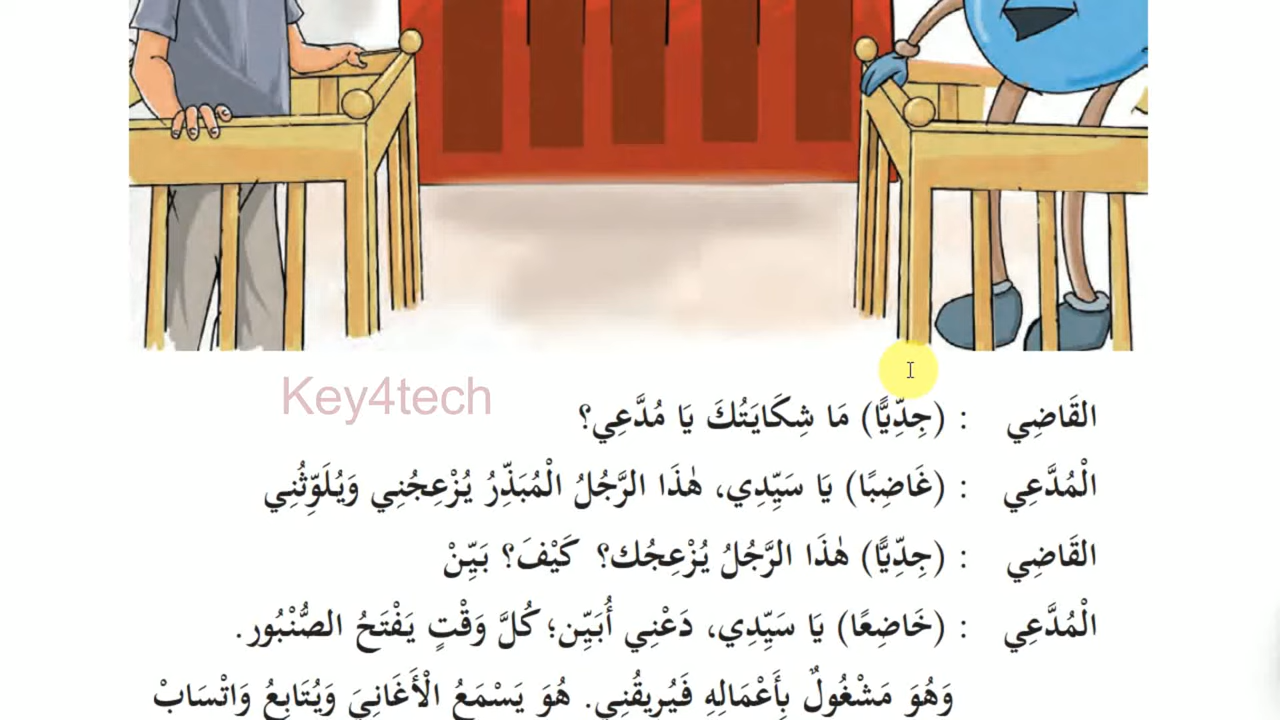 Key4tech
القَاضِي : (جِدِّيًّا) مَا شِكَايَتُكَ يَا مُدَّعِي؟
الْمُدَّعِي : (غَاضِبًا) يَا سَيِّدِي، هٰذَا الرَّجُلُ الْمُبَذِّرُ يُزْعِجُنِي وَيُلَوِّثُنِي
القَاضِي : (جِدِّيًّا) هٰذَا الرَّجُلُ يُزْعِجُك؟ كَيْفَ؟ بَيِّنْ
الْمُدَّعِي : (خَاضِعًا) يَا سَيِّدِي، دَعْنِي أُبَيِّن؛ كُلَّ وَقْتٍ يَفْتَحُ الصُّنْبُور.
وَهُوَ مَشْغُولٌ بِأَعْمَالِهِ فَيُرِيقُنِي. هُوَ يَسْمَعُ الْأَغَانِيَ وَيُتَابِعُ وَاتْسَابْ